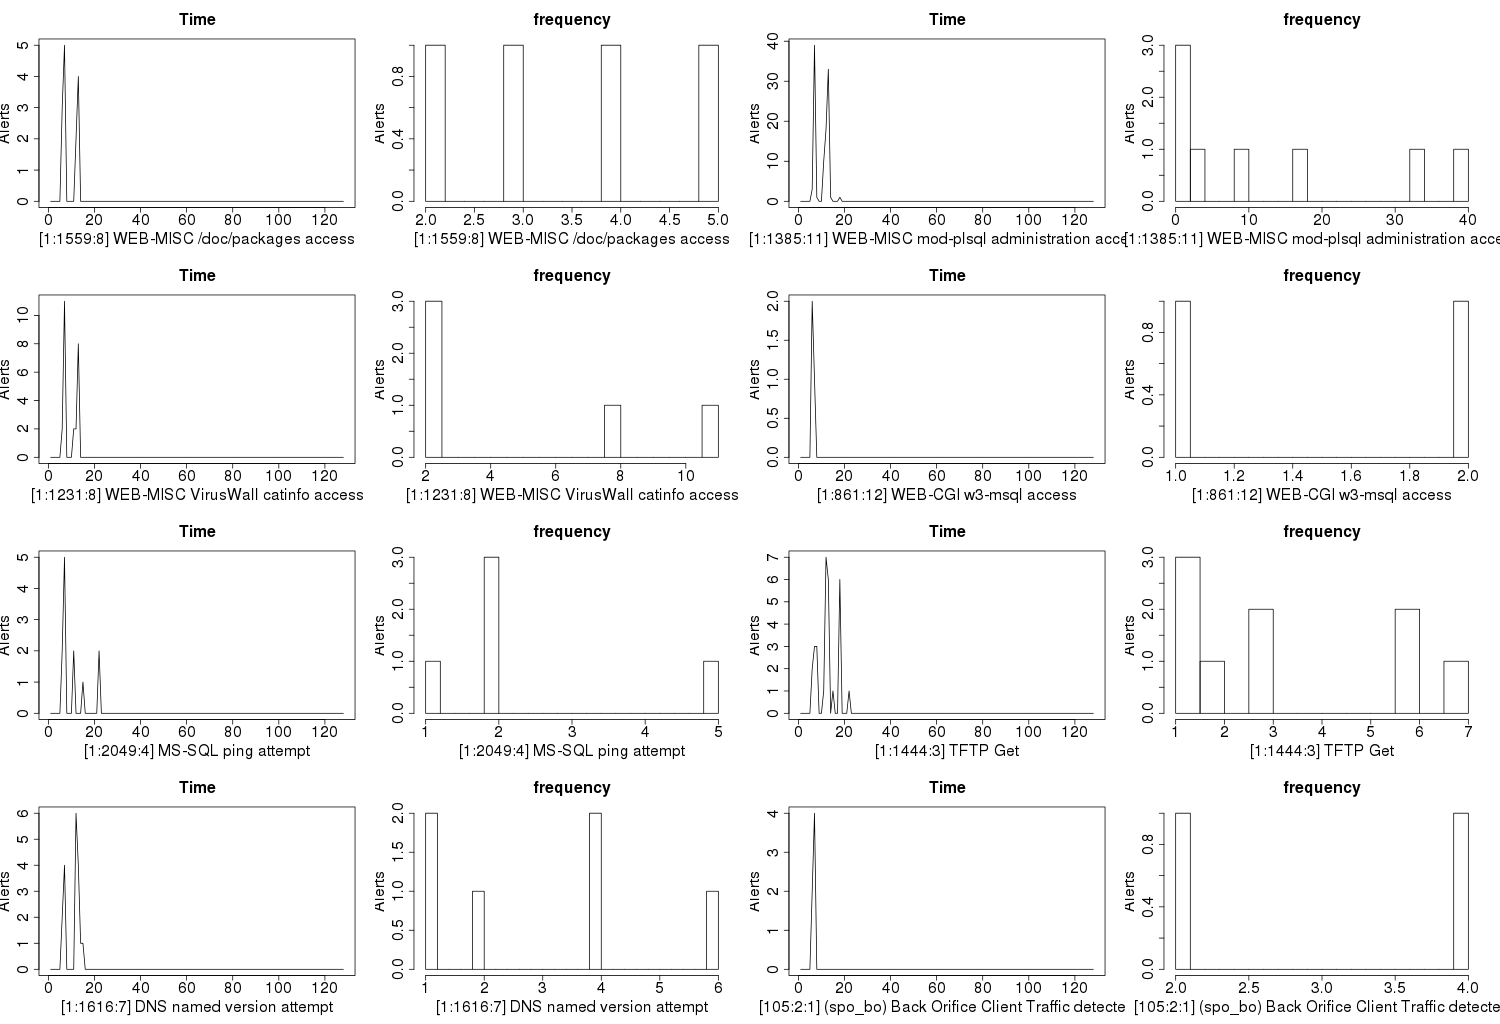 Time frequency Time frequency
Alerts Alerts Alerts Alerts
0 1 2 3 4 5
0 20 40 60 80 100 120
0.0 0.4 0.8
2.0 2.5 3.0 3.5 4.0 4.5 5.0
0 10 20 30 40
0 20 40 60 80 100 120
0.0 1.0 2.0 3.0
0 10 20 30 40
[1:1559:8] WEB-MISC /doc/packages access [1:1559:8] WEB-MISC /doc/packages access [1:1385:11] WEB-MISC mod-plsql administration acce [1:1385:11] WEB-MISC mod-plsql administration acce
Time frequency Time frequency
Alerts Alerts Alerts Alerts
0 2 4 6 8 10
0 20 40 60 80 100 120
0.0 1.0 2.0 3.0
2 4 6 8 10
0.0 0.5 1.0 1.5 2.0
0 20 40 60 80 100 120
0.0 0.4 0.8
1.0 1.2 1.4 1.6 1.8 2.0
[1:1231:8] WEB-MISC VirusWall catinfo access [1:1231:8] WEB-MISC VirusWall catinfo access [1:861:12] WEB-CGI w3-msql access [1:861:12] WEB-CGI w3-msql access
Time frequency Time frequency
Alerts Alerts Alerts Alerts
0 1 2 3 4 5
0 20 40 60 80 100 120
0.0 1.0 2.0 3.0
1 2 3 4 5
0 1 2 3 4 5 6 7
0 20 40 60 80 100 120
0.0 1.0 2.0 3.0
1 2 3 4 5 6 7
[1:2049:4] MS-SQL ping attempt [1:2049:4] MS-SQL ping attempt [1:1444:3] TFTP Get [1:1444:3] TFTP Get
Time frequency Time frequency
Alerts Alerts Alerts Alerts
0 1 2 3 4 5 6
0 20 40 60 80 100 120
0.0 0.5 1.0 1.5 2.0
1 2 3 4 5 6
0 1 2 3 4
0 20 40 60 80 100 120
0.0 0.4 0.8
2.0 2.5 3.0 3.5 4.0
[1:1616:7] DNS named version attempt [1:1616:7] DNS named version attempt [105:2:1] (spo_bo) Back Orifice Client Traffic detecte [105:2:1] (spo_bo) Back Orifice Client Traffic detecte